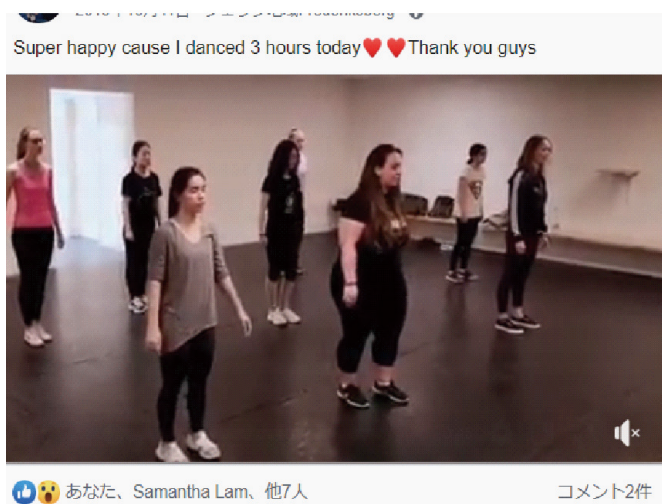 Super happy cause I danced 3 hours today❤️ ❤️Thank you guys
あなた、Samantha Lam、他7人
コメント2件